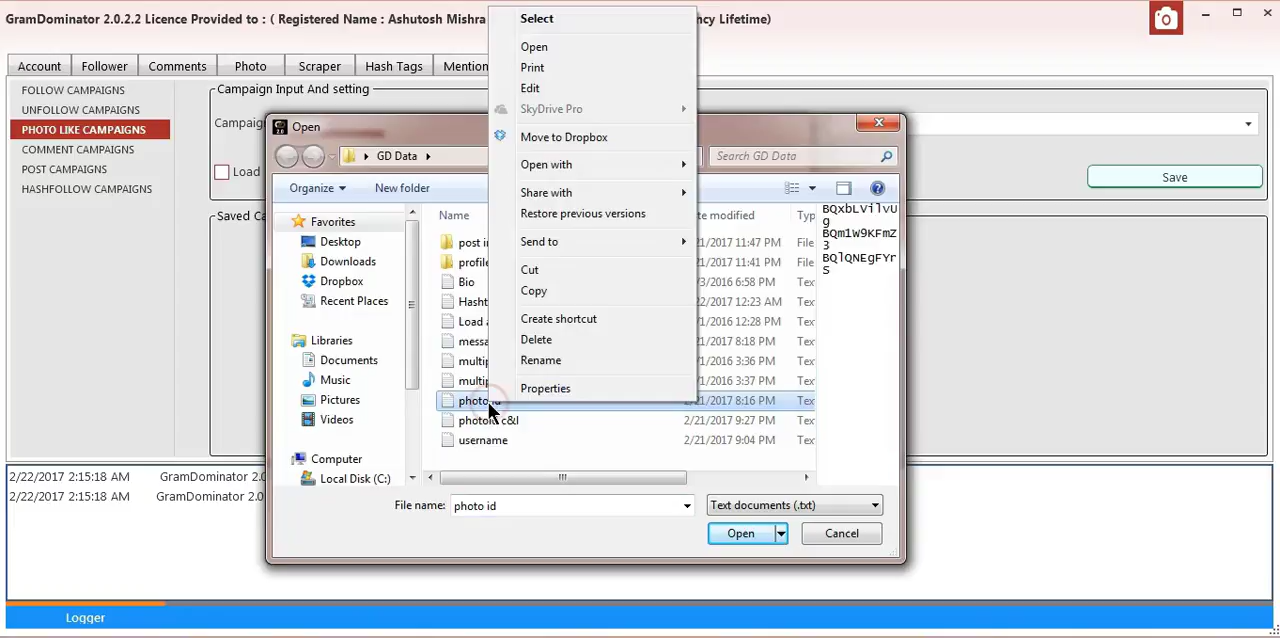 GramDominator 2.0.2.2 Licence Provided to : ( Registered Name : Ashutosh Mishra
ncy Lifetime)
Account
Follower
Comments
Photo
Scraper
Hash Tags
Mention
FOLLOW CAMPAIGNS
UNFOLLOW CAMPAIGNS
PHOTO LIKE CAMPAIGNS
COMMENT CAMPAIGNS
POST CAMPAIGNS
HASHFOLLOW CAMPAIGNS
Campaign Input And setting
Campaig
Load
Save
Saved Ca
Open
GD Data
Search GD Data
Organize
New folder
Favorites
Desktop
Downloads
Dropbox
Recent Places
Libraries
Documents
Music
Pictures
Videos
Computer
Local Disk (C:)
Name
te modified
Typ
post i
21/2017 11:47 PM
File
profile
21/2017 11:41 PM
File
Bio
3/2016 6:58 PM
Tex
Hasht
22/2017 12:23 AM
Tex
Load a
1/2016 12:28 PM
Tex
messa
21/2017 8:18 PM
Tex
multip
1/2016 3:36 PM
Tex
multip
1/2016 3:37 PM
Tex
photo id
2/21/2017 8:16 PM
Tex
c&l
2/21/2017 9:27 PM
Tex
username
2/21/2017 9:04 PM
Tex
BQxbLVilvU
g
BQm1W9KFmZ
3
BQlQNEgFYr
S
File name:
photo id
Text documents (.txt)
Open
Cancel
Select
Open
Print
Edit
SkyDrive Pro
Move to Dropbox
Open with
Share with
Restore previous versions
Send to
Cut
Copy
Create shortcut
Delete
Rename
Properties
2/22/2017 2:15:18 AM GramDominator 2.0
2/22/2017 2:15:18 AM GramDominator 2.0
Logger